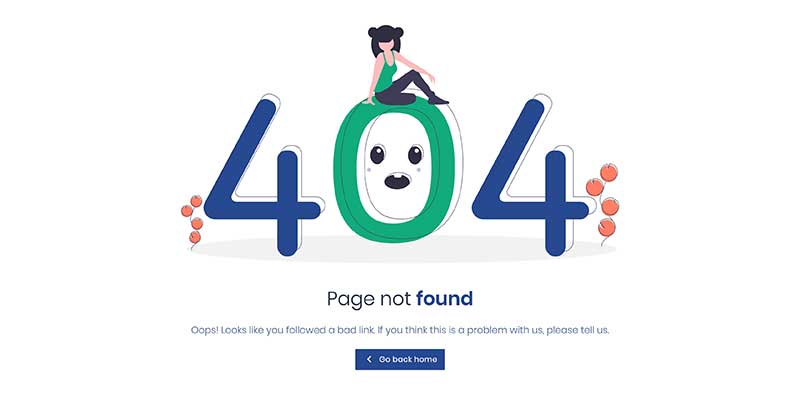 404
Page not found
Oops! Looks like you followed a bad link. If you think this is a problem with us, please tell us.
Go back home